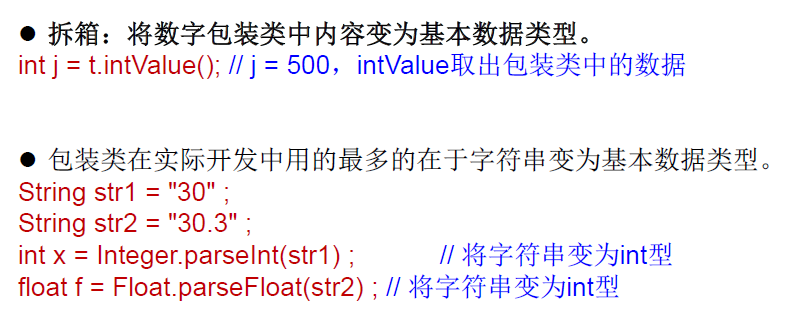 ● 拆箱：将数字包装类中内容变为基本数据类型。
int j = t.intValue(); // j = 500，intValue取出包装类中的数据
● 包装类在实际开发中用的最多的在于字符串变为基本数据类型。
String str1 = "30" ;
String str2 = "30.3" ;
int x = Integer.parseInt(str1) ; // 将字符串变为int型
float f = Float.parseFloat(str2) ; // 将字符串变为int型